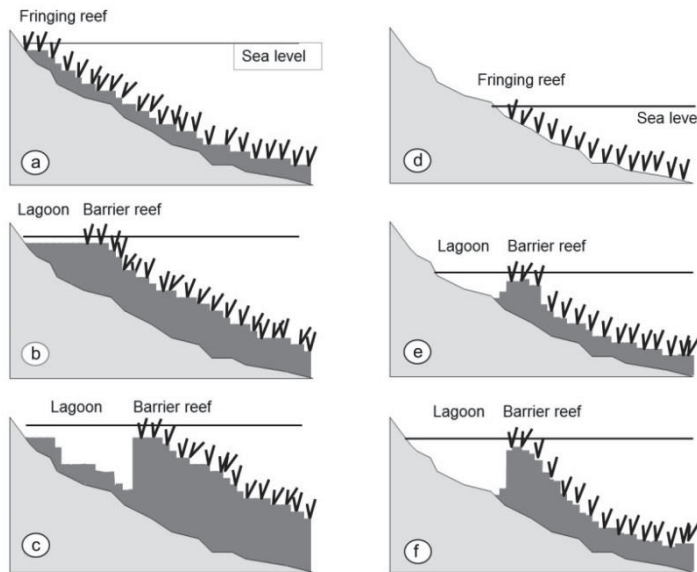 Fringing reef
Sea level
a
Lagoon Barrier reef
b
Lagoon Barrier reef
c
Fringing reef
Sea level
d
Lagoon Barrier reef
e
Lagoon Barrier reef
f